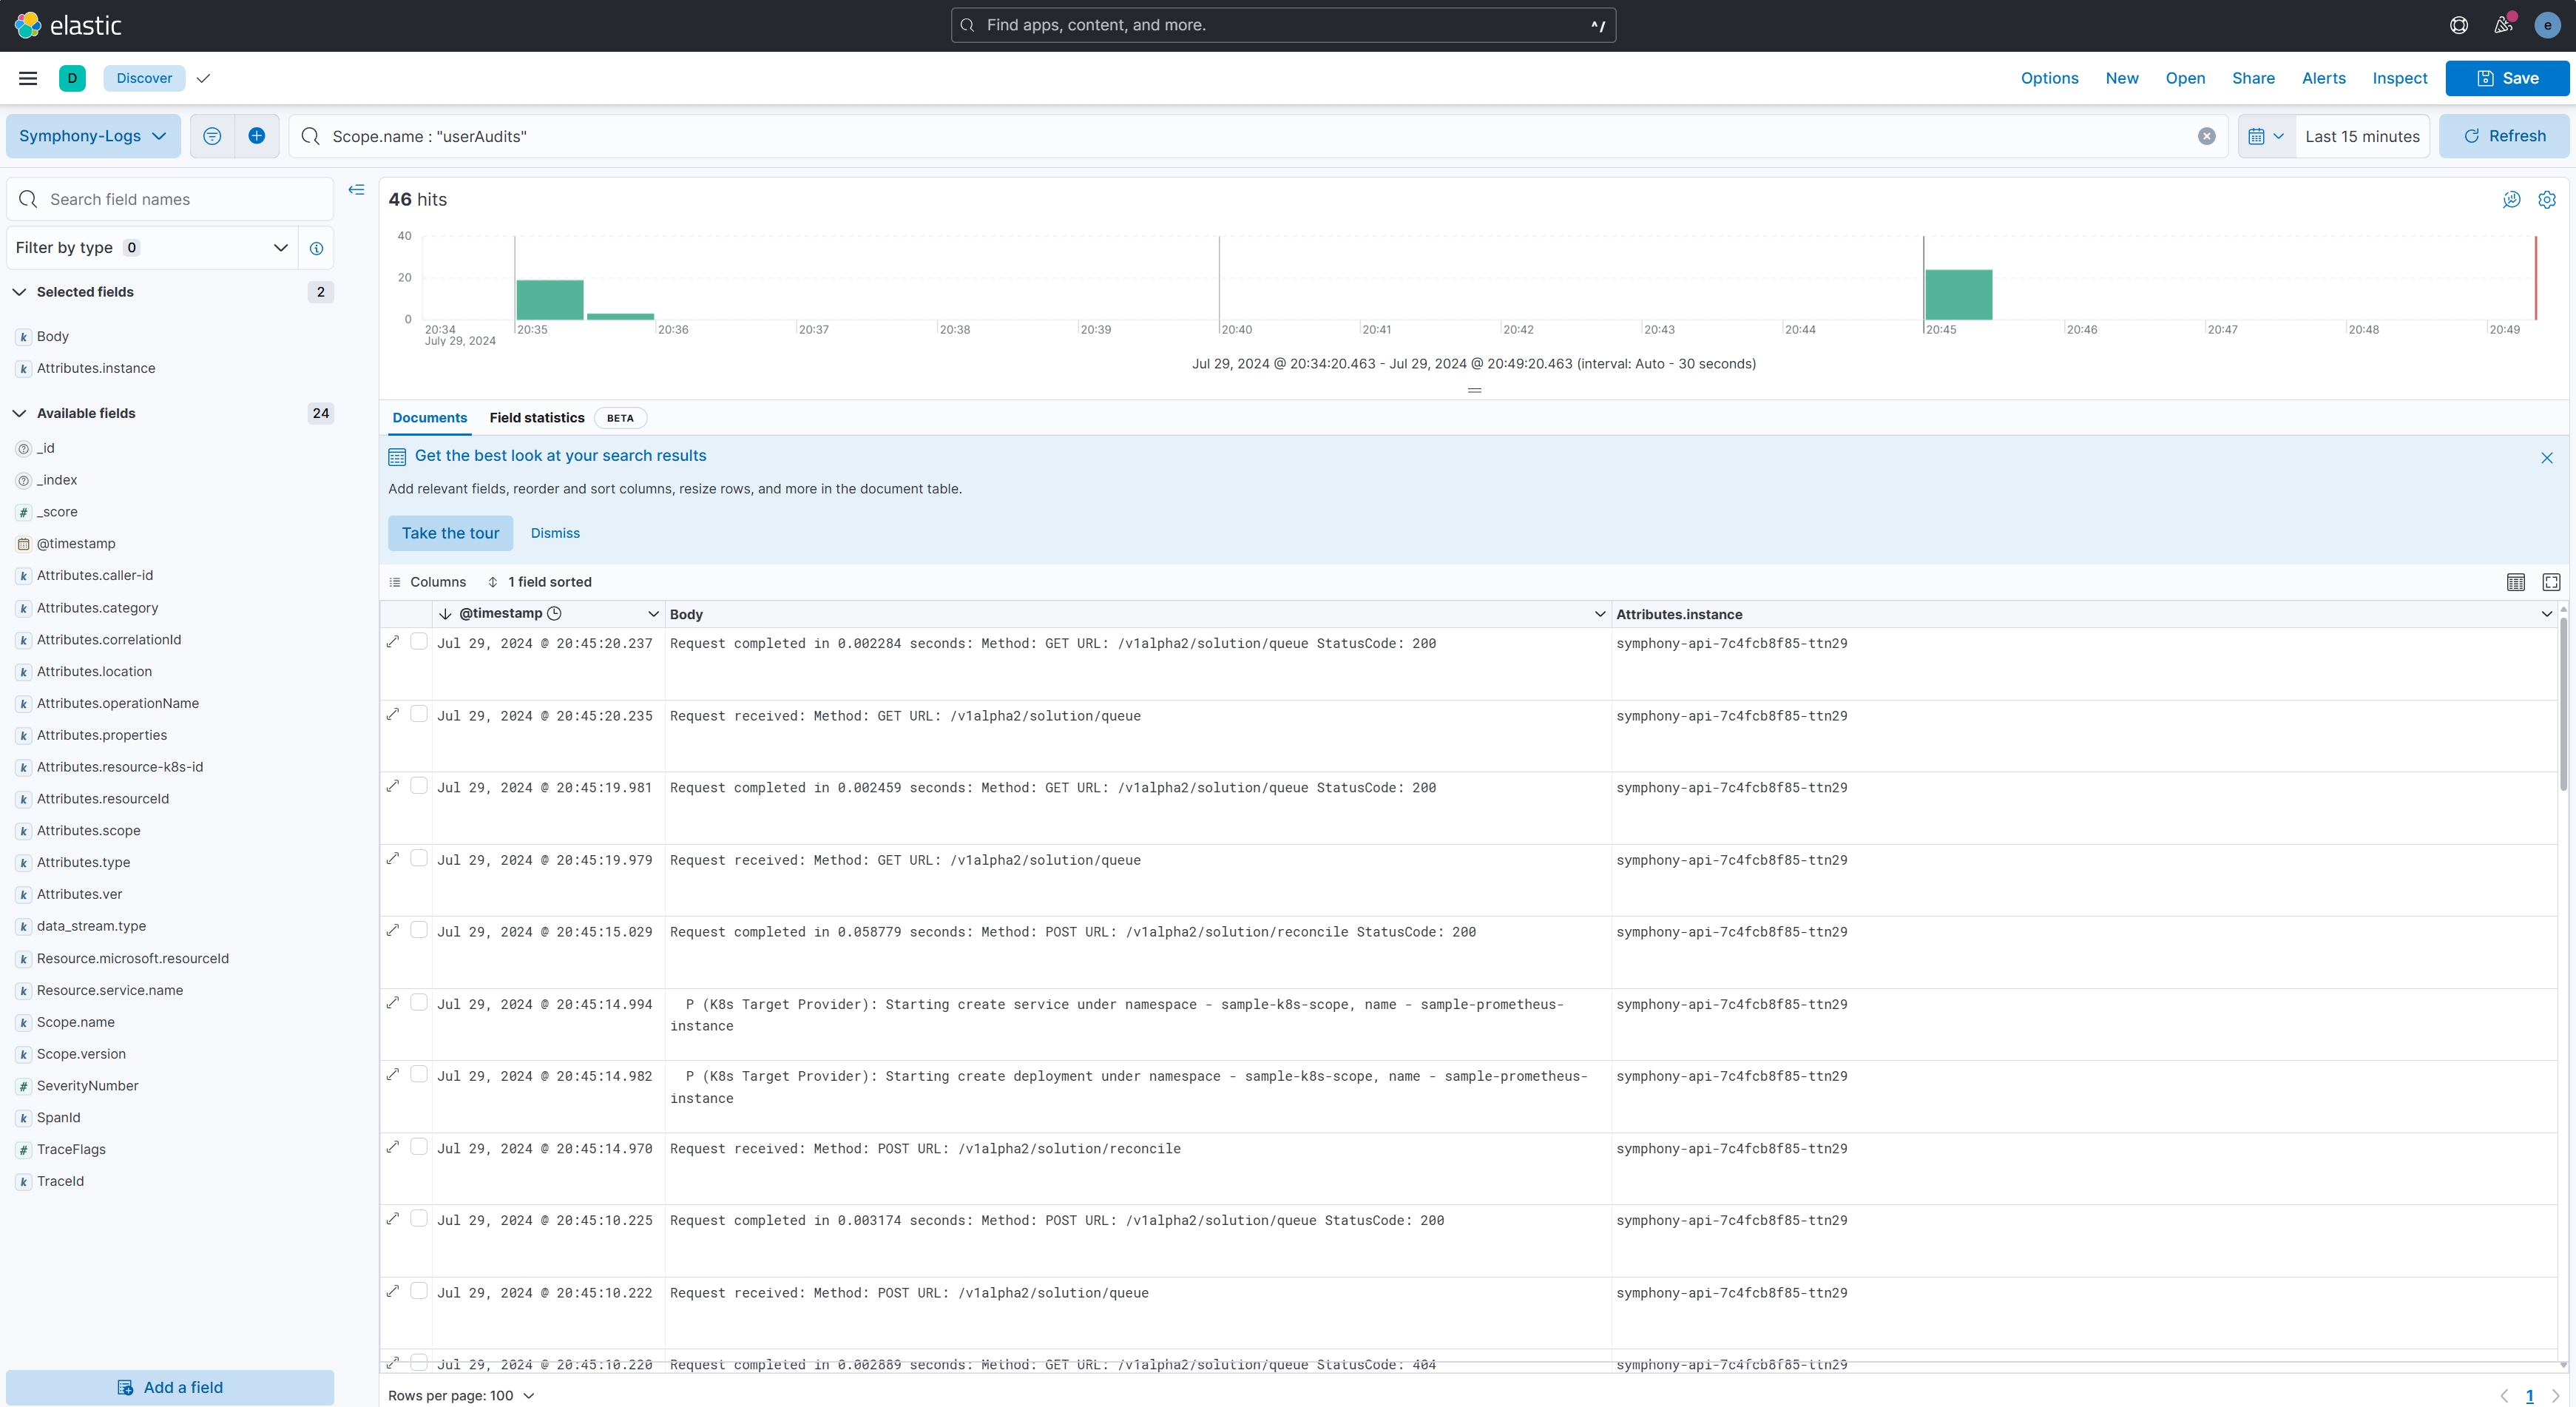 elastic
Find apps, content, and more.
^/
e
D
Discover
Options
New
Open
Share
Alerts
Inspect
Save
Symphony-Logs
Scope.name : "userAudits"
Last 15 minutes
Refresh
Search field names
Filter by type 0
Selected fields 2
k Body
k Attributes.instance
Available fields 24
? _id
? _index
# _score
@timestamp
k Attributes.caller-id
k Attributes.category
k Attributes.correlationId
k Attributes.location
k Attributes.operationName
k Attributes.properties
k Attributes.resource-k8s-id
k Attributes.resourceId
k Attributes.scope
k Attributes.type
k Attributes.ver
k data_stream.type
k Resource.microsoft.resourceId
k Resource.service.name
k Scope.name
k Scope.version
# SeverityNumber
k SpanId
# TraceFlags
k TraceId
Add a field
46 hits
40
20
0
20:34 20:35 20:36 20:37 20:38 20:39 20:40 20:41 20:42 20:43 20:44 20:45 20:46 20:47 20:48 20:49
July 29, 2024
Jul 29, 2024 @ 20:34:20.463 - Jul 29, 2024 @ 20:49:20.463 (interval: Auto - 30 seconds)
Documents
Field statistics BETA
Get the best look at your search results
Add relevant fields, reorder and sort columns, resize rows, and more in the document table.
Take the tour
Dismiss
Columns
1 field sorted
@timestamp Body Attributes.instance
Jul 29, 2024 @ 20:45:20.237 Request completed in 0.002284 seconds: Method: GET URL: /v1alpha2/solution/queue StatusCode: 200 symphony-api-7c4fcb8f85-ttn29
Jul 29, 2024 @ 20:45:20.235 Request received: Method: GET URL: /v1alpha2/solution/queue symphony-api-7c4fcb8f85-ttn29
Jul 29, 2024 @ 20:45:19.981 Request completed in 0.002459 seconds: Method: GET URL: /v1alpha2/solution/queue StatusCode: 200 symphony-api-7c4fcb8f85-ttn29
Jul 29, 2024 @ 20:45:19.979 Request received: Method: GET URL: /v1alpha2/solution/queue symphony-api-7c4fcb8f85-ttn29
Jul 29, 2024 @ 20:45:15.029 Request completed in 0.058779 seconds: Method: POST URL: /v1alpha2/solution/reconcile StatusCode: 200 symphony-api-7c4fcb8f85-ttn29
Jul 29, 2024 @ 20:45:14.994 P (K8s Target Provider): Starting create service under namespace - sample-k8s-scope, name - sample-prometheus- symphony-api-7c4fcb8f85-ttn29
instance
Jul 29, 2024 @ 20:45:14.982 P (K8s Target Provider): Starting create deployment under namespace - sample-k8s-scope, name - sample-prometheus- symphony-api-7c4fcb8f85-ttn29
instance
Jul 29, 2024 @ 20:45:14.970 Request received: Method: POST URL: /v1alpha2/solution/reconcile symphony-api-7c4fcb8f85-ttn29
Jul 29, 2024 @ 20:45:10.225 Request completed in 0.003174 seconds: Method: POST URL: /v1alpha2/solution/queue StatusCode: 200 symphony-api-7c4fcb8f85-ttn29
Jul 29, 2024 @ 20:45:10.222 Request received: Method: POST URL: /v1alpha2/solution/queue symphony-api-7c4fcb8f85-ttn29
Jul 29, 2024 @ 20:45:10.220 Request completed in 0.002889 seconds: Method: GET URL: /v1alpha2/solution/queue StatusCode: 404 symphony-api-7c4fcb8f85-ttn29
Rows per page: 100
1